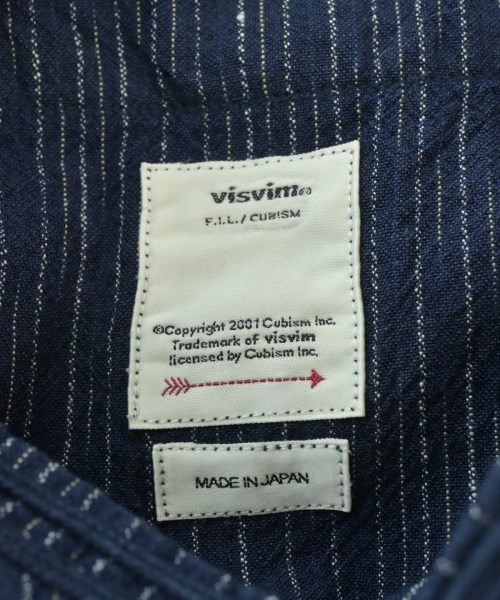 visvim®
F.I.L./CUBISM
©Copyright 2001 Cubism Inc.
Trademark of visvim
licensed by Cubism Inc.
MADE IN JAPAN